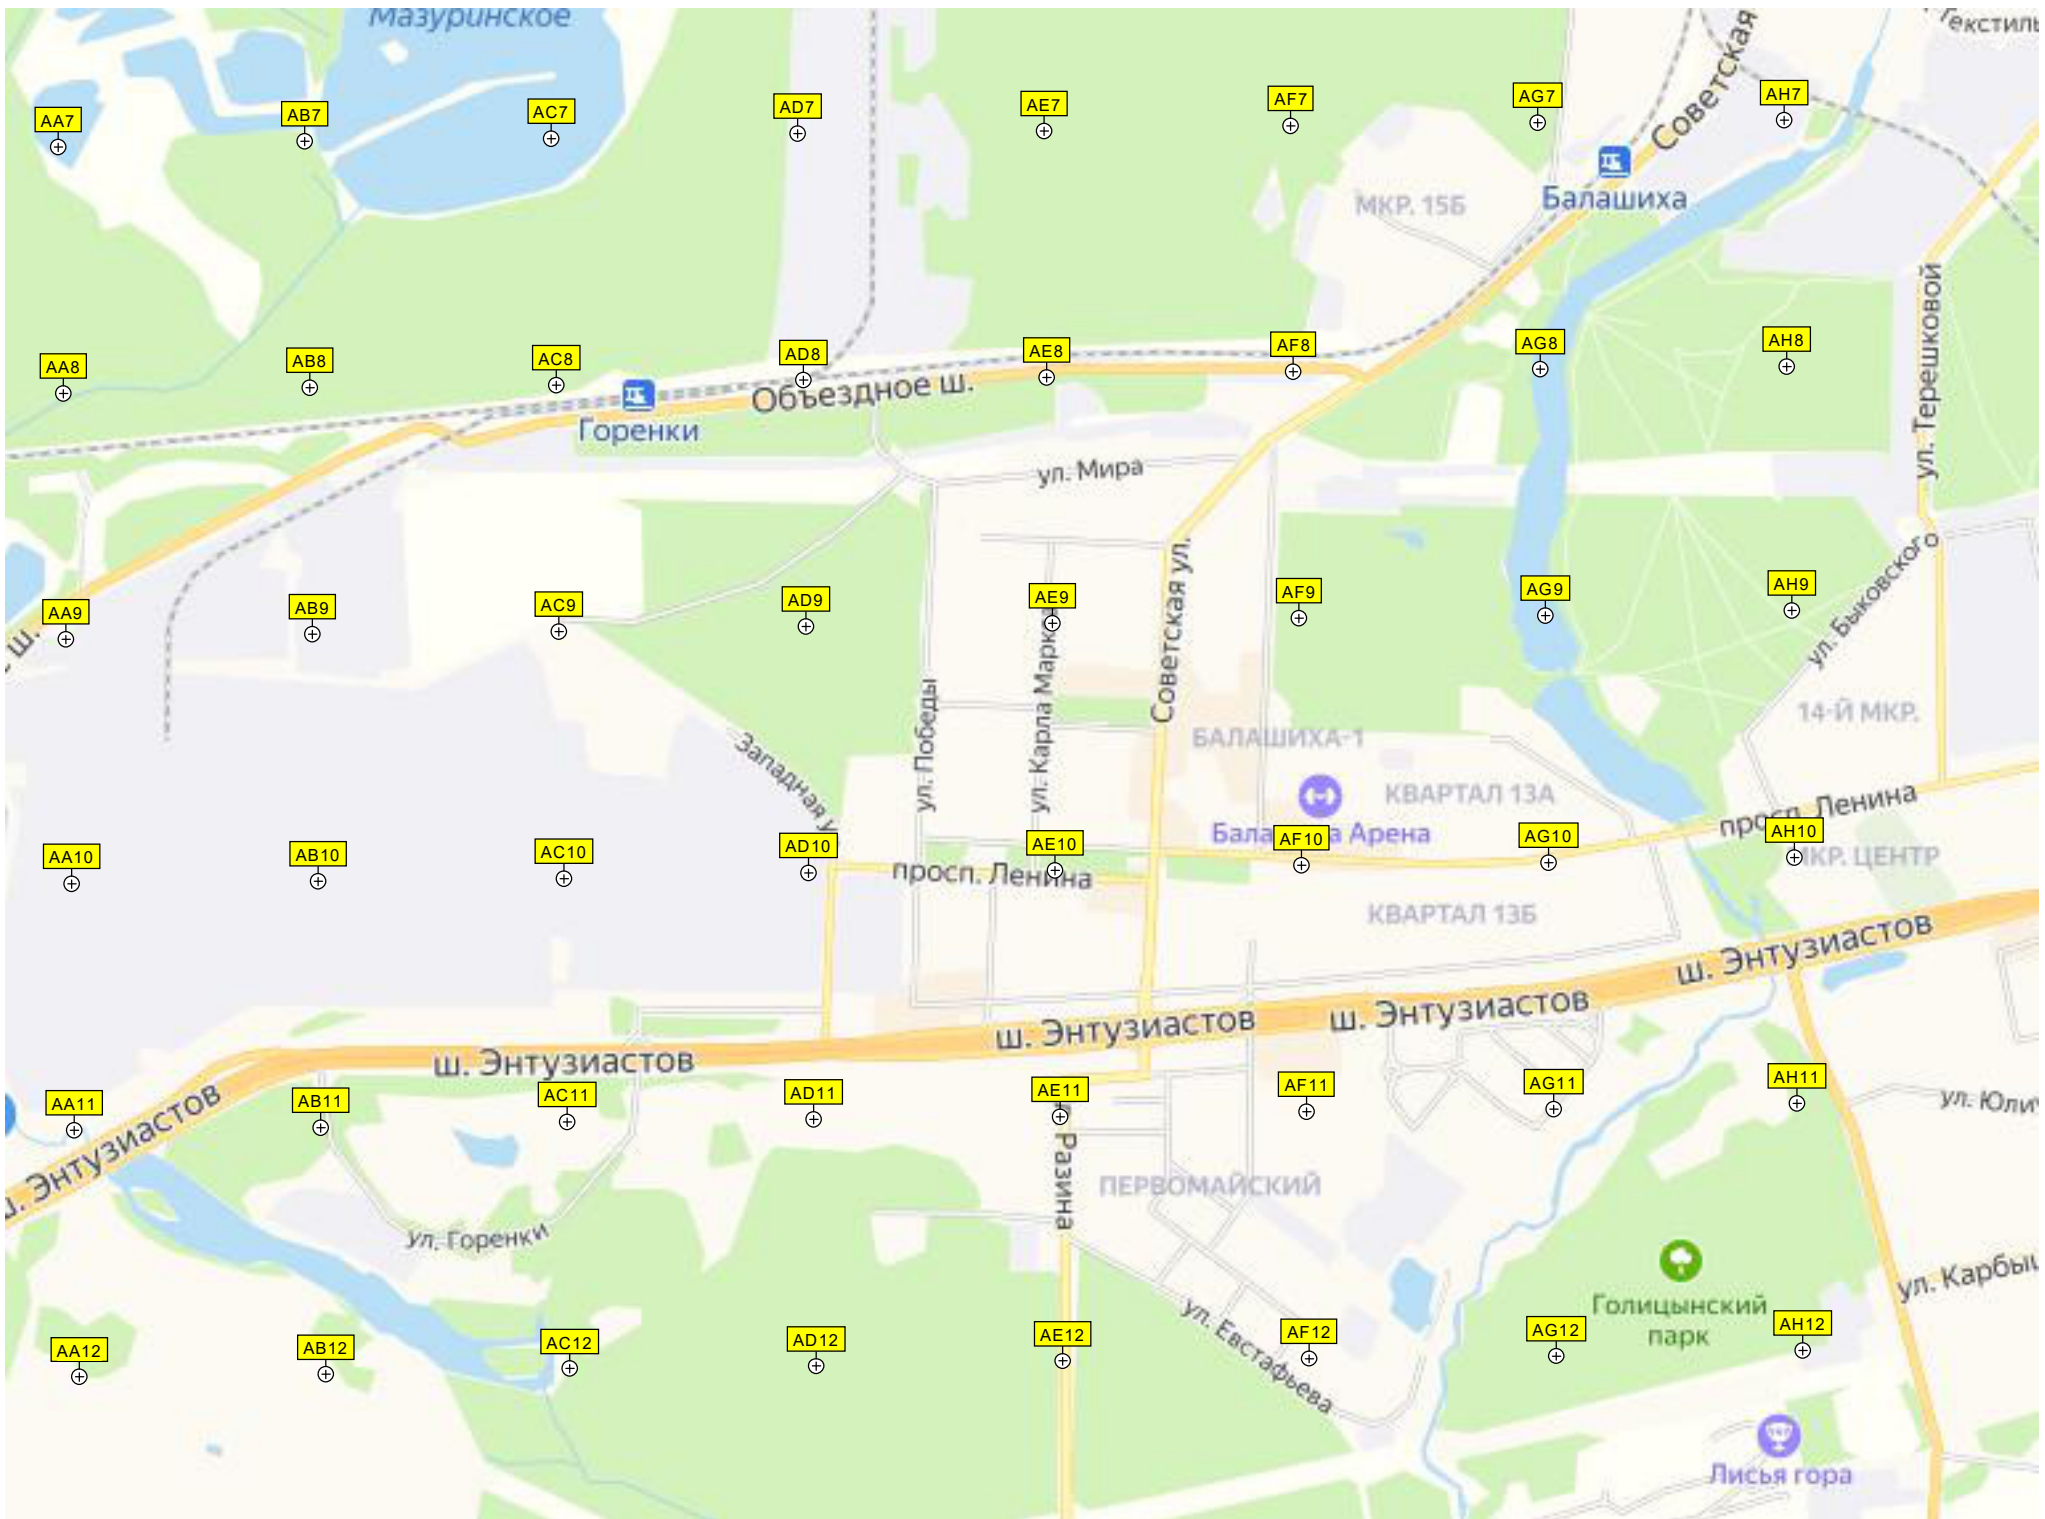 Мазуринское
Текстиль
Советская
AA7
AB7
AC7
AD7
AE7
AF7
AG7
AH7
МКР. 15Б
Балашиха
ул. Терешковой
AA8
AB8
AC8
AD8
AE8
AF8
AG8
AH8
Объездное ш.
Горенки
ул. Мира
ул. Быковского
AA9
AB9
AC9
AD9
AE9
AF9
AG9
AH9
ш.
Советская ул.
ул. Карла Маркса
ул. Победы
Западная у
14-Й МКР.
БАЛАШИХА-1
КВАРТАЛ 13А
просп. Ленина
Балашиха Арена
AA10
AB10
AC10
AD10
AE10
AF10
AG10
AH10
МКР. ЦЕНТР
просп. Ленина
КВАРТАЛ 13Б
ш. Энтузиастов
ш. Энтузиастов
ш. Энтузиастов
ш. Энтузиастов
ш. Энтузиастов
AA11
AB11
AC11
AD11
AE11
AF11
AG11
AH11
ул. Юлич
Разина
ПЕРВОМАЙСКИЙ
ул. Горенки
ул. Карбыш
Голицынский
парк
ул. Евстафьева
AA12
AB12
AC12
AD12
AE12
AF12
AG12
AH12
Лисья гора